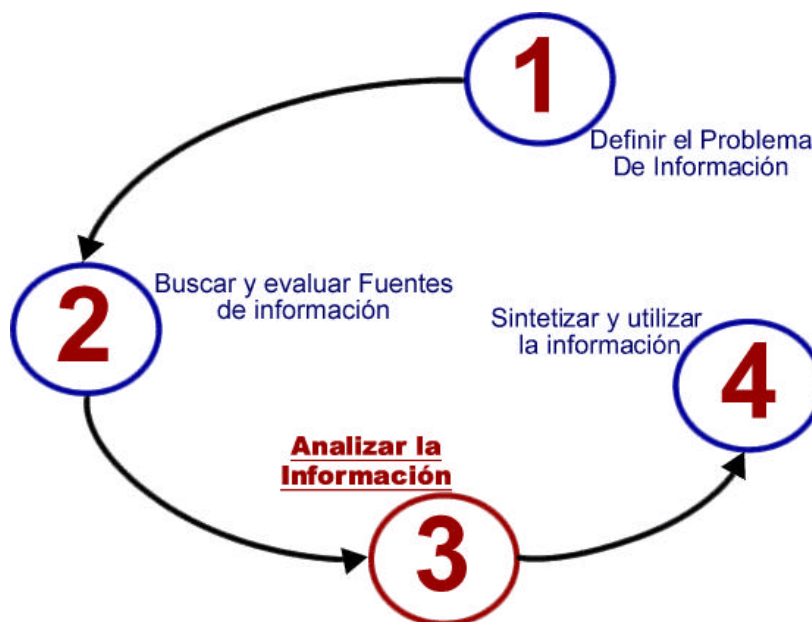 1
Definir el Problema
De Información
2
Buscar y evaluar Fuentes
de información
Analizar la
Información
3
Sintetizar y utilizar
la información
4